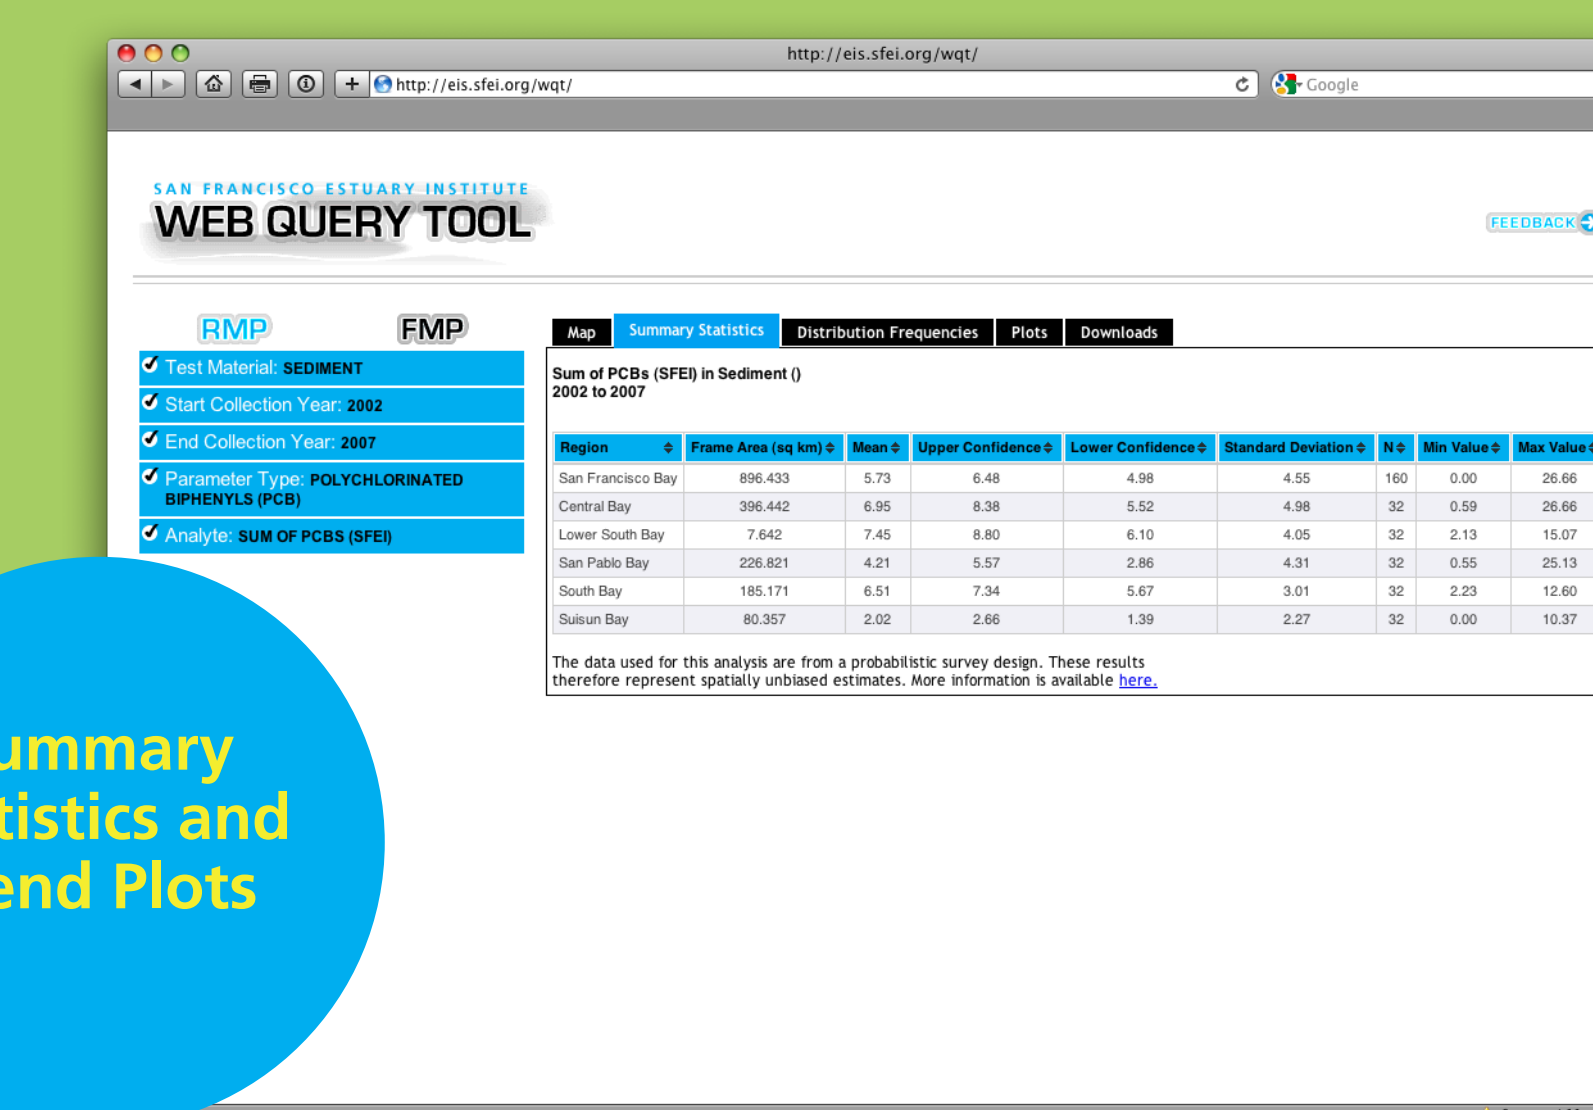 http://eis.sfei.org/wqt/
http://eis.sfei.org/wqt/
Google
SAN FRANCISCO ESTUARY INSTITUTE
WEB QUERY TOOL
FEEDBACK
RMP FMP
Test Material: SEDIMENT
Start Collection Year: 2002
End Collection Year: 2007
Parameter Type: POLYCHLORINATED
BIPHENYLS (PCB)
Analyte: SUM OF PCBS (SFEI)
Map Summary Statistics Distribution Frequencies Plots Downloads
Sum of PCBs (SFEI) in Sediment ()
2002 to 2007
Region Frame Area (sq km) Mean Upper Confidence Lower Confidence Standard Deviation N Min Value Max Value
San Francisco Bay 896.433 5.73 6.48 4.98 4.55 160 0.00 26.66
Central Bay 396.442 6.95 8.38 5.52 4.98 32 0.59 26.66
Lower South Bay 7.642 7.45 8.80 6.10 4.05 32 2.13 15.07
San Pablo Bay 226.821 4.21 5.57 2.86 4.31 32 0.55 25.13
South Bay 185.171 6.51 7.34 5.67 3.01 32 2.23 12.60
Suisun Bay 80.357 2.02 2.66 1.39 2.27 32 0.00 10.37
The data used for this analysis are from a probabilistic survey design. These results
therefore represent spatially unbiased estimates. More information is available here.
ummary
tistics and
end Plots